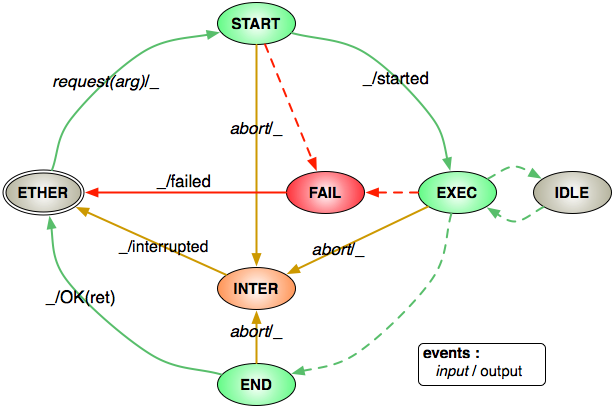 START
request(arg)/_
_/started
abort/_
_/failed
ETHER
FAIL
EXEC
IDLE
_/interrupted
abort/_
INTER
_/OK(ret)
abort/_
END
events :
input / output